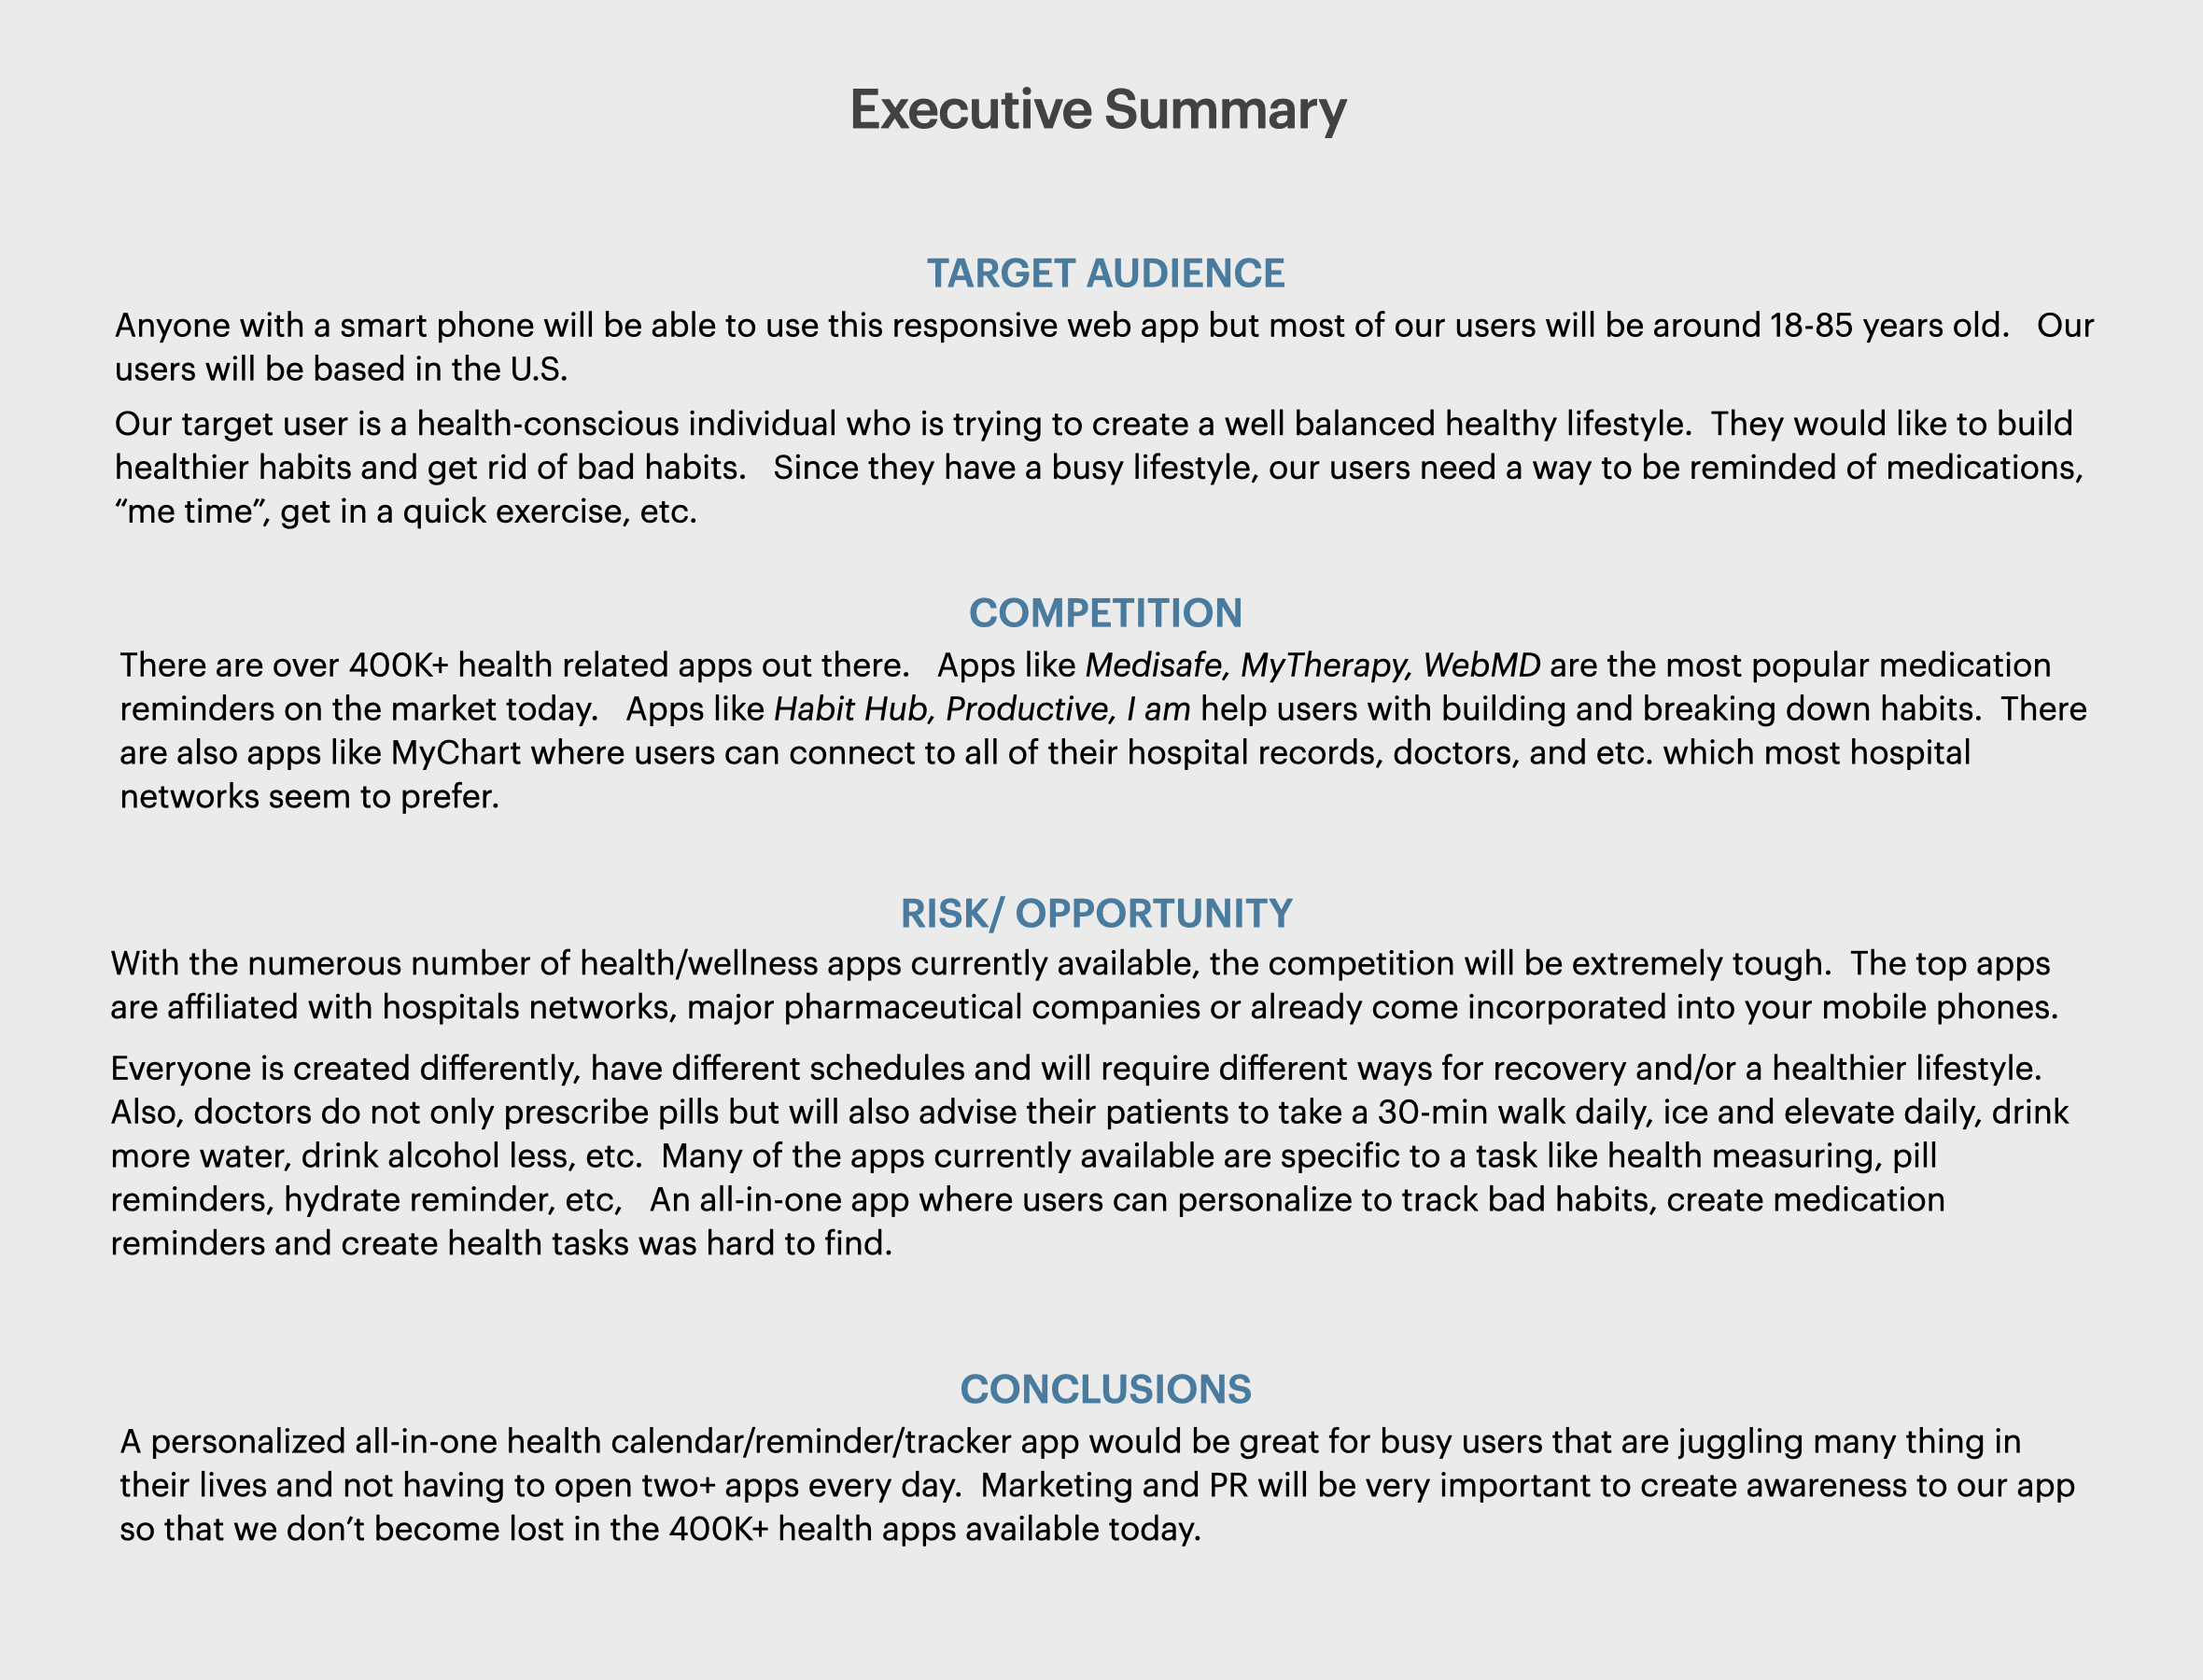 Executive Summary
TARGET AUDIENCE
Anyone with a smart phone will be able to use this responsive web app but most of our users will be around 18-85 years old.   Our
users will be based in the U.S.
Our target user is a health-conscious individual who is trying to create a well balanced healthy lifestyle.  They would like to build
healthier habits and get rid of bad habits.   Since they have a busy lifestyle, our users need a way to be reminded of medications,
“me time”, get in a quick exercise, etc.
COMPETITION
There are over 400K+ health related apps out there.   Apps like Medisafe, MyTherapy, WebMD are the most popular medication
reminders on the market today.   Apps like Habit Hub, Productive, I am help users with building and breaking down habits.  There
are also apps like MyChart where users can connect to all of their hospital records, doctors, and etc. which most hospital
networks seem to prefer.
RISK/ OPPORTUNITY
With the numerous number of health/wellness apps currently available, the competition will be extremely tough.  The top apps
are affiliated with hospitals networks, major pharmaceutical companies or already come incorporated into your mobile phones.
Everyone is created differently, have different schedules and will require different ways for recovery and/or a healthier lifestyle.
Also, doctors do not only prescribe pills but will also advise their patients to take a 30-min walk daily, ice and elevate daily, drink
more water, drink alcohol less, etc.  Many of the apps currently available are specific to a task like health measuring, pill
reminders, hydrate reminder, etc,   An all-in-one app where users can personalize to track bad habits, create medication
reminders and create health tasks was hard to find.
CONCLUSIONS
A personalized all-in-one health calendar/reminder/tracker app would be great for busy users that are juggling many thing in
their lives and not having to open two+ apps every day.  Marketing and PR will be very important to create awareness to our app
so that we don’t become lost in the 400K+ health apps available today.